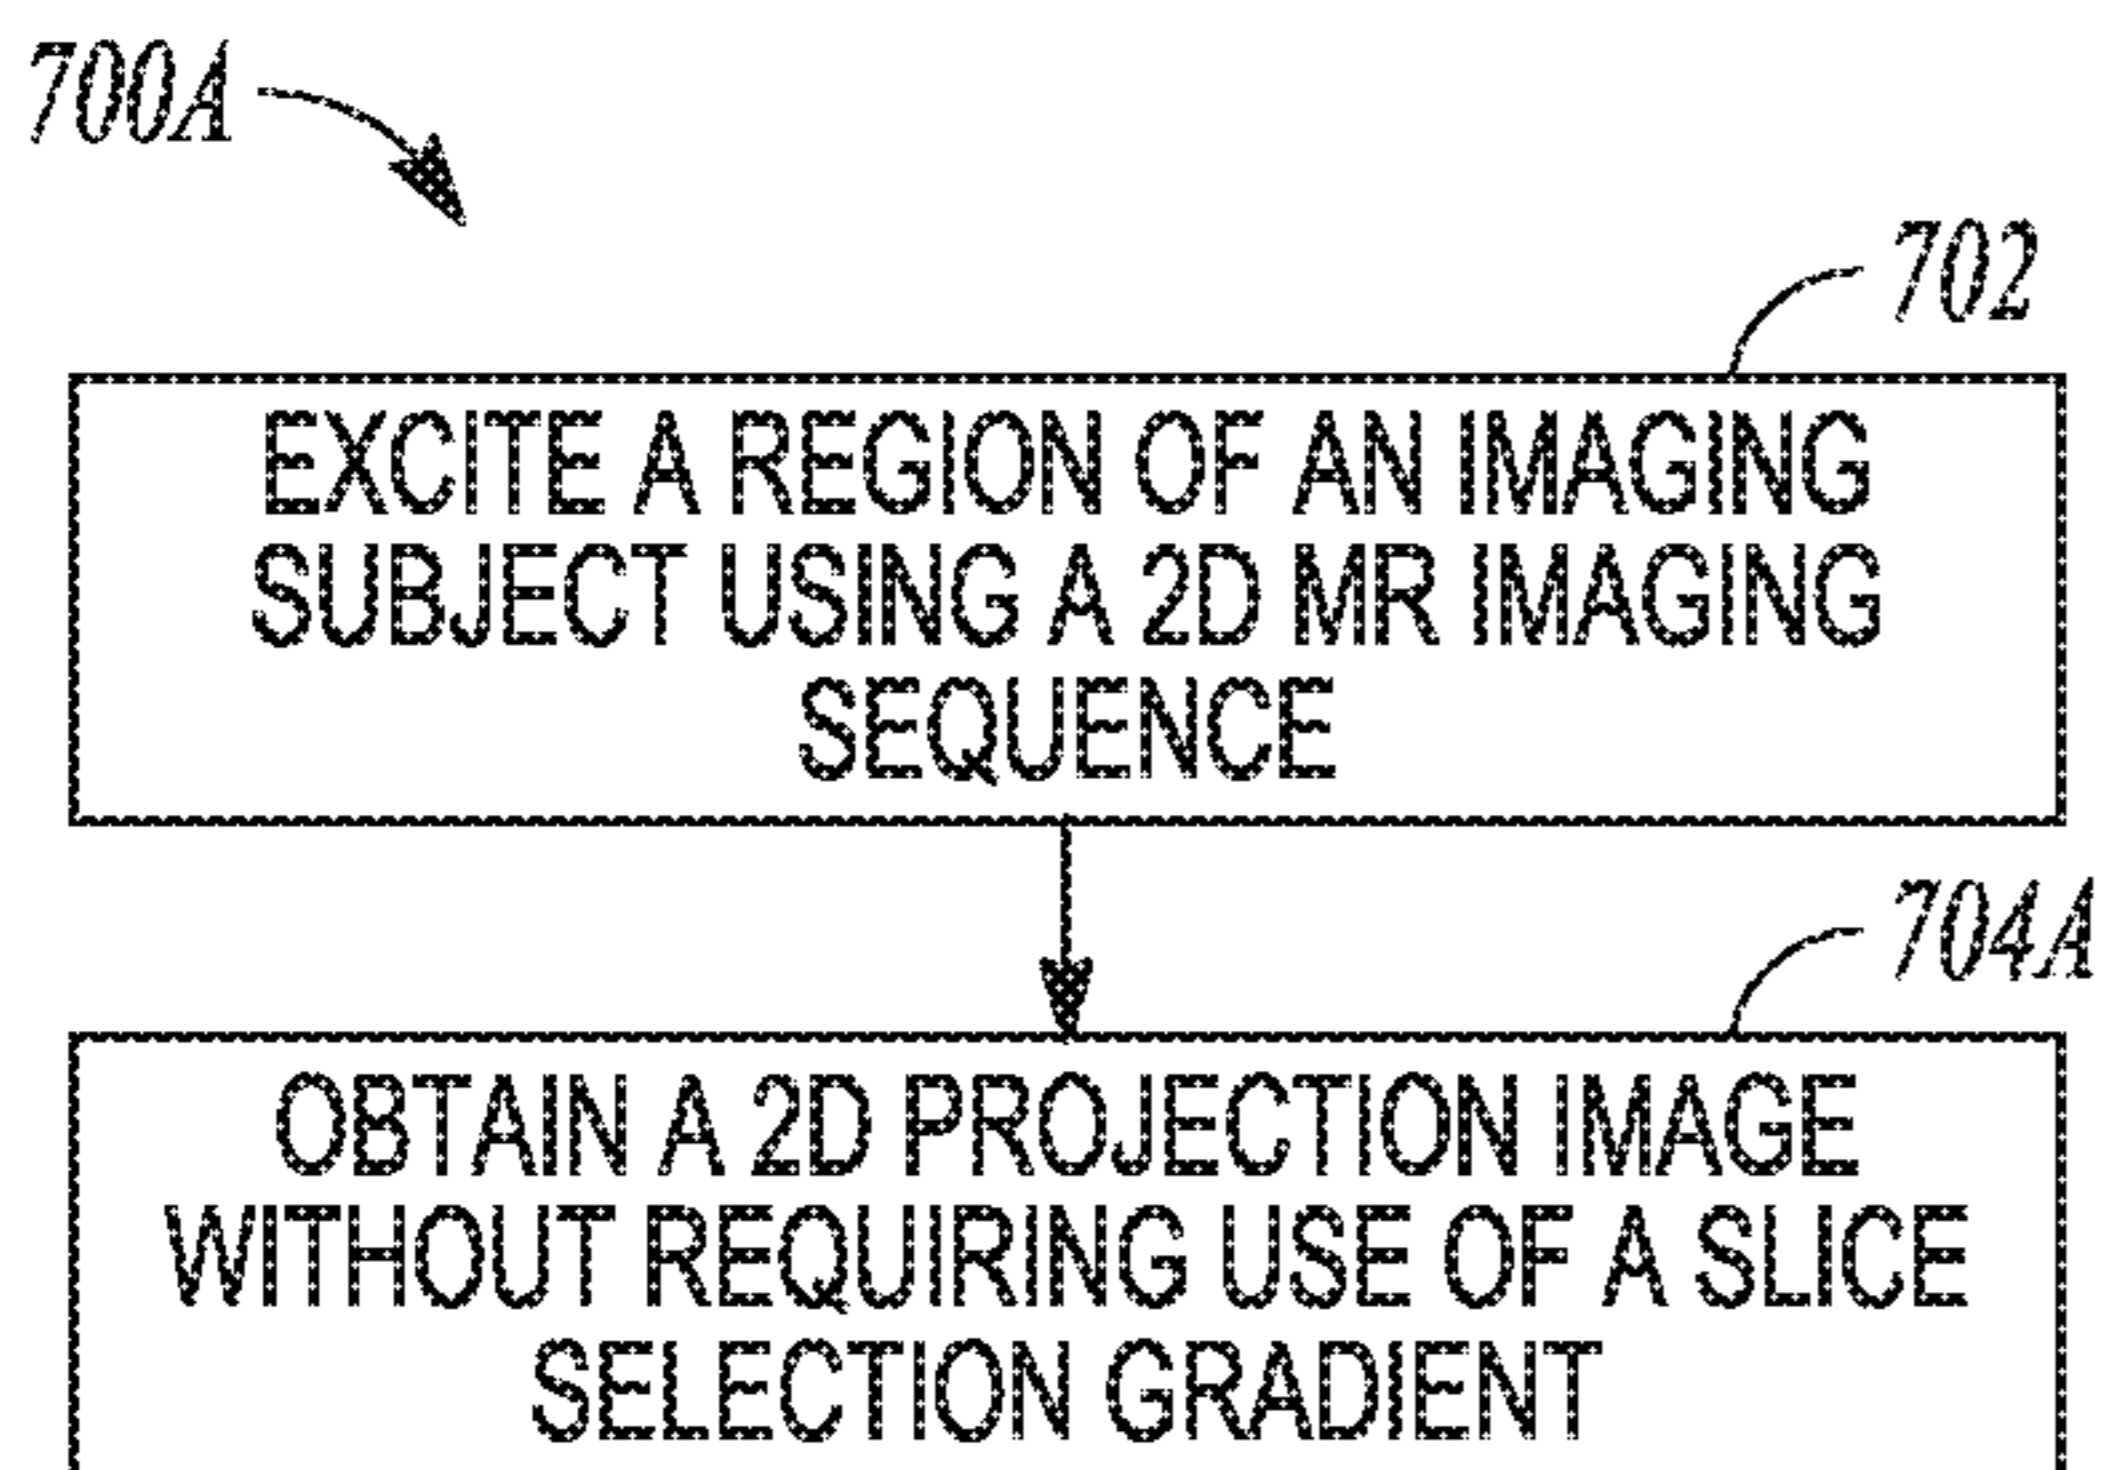 700A
702
EXCITE A REGION OF AN IMAGING
SUBJECT USING A 2D MR IMAGING
SEQUENCE
704A
OBTAIN A 2D PROJECTION IMAGE
WITHOUT REQUIRING USE OF A SLICE
SELECTION GRADIENT